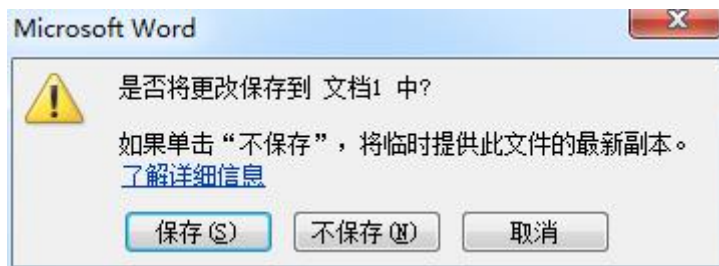 Microsoft Word
是否将更改保存到 文档1 中?
如果单击“不保存”，将临时提供此文件的最新副本。
了解详细信息
保存(S) 不保存(N) 取消